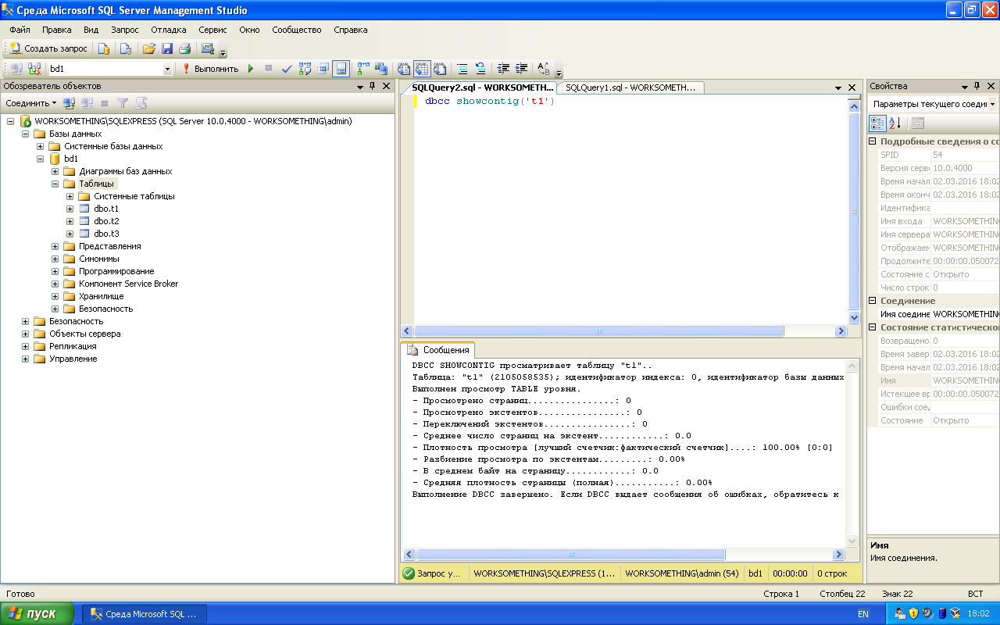 Среда Microsoft SQL Server Management Studio
Файл Правка Вид Запрос Отладка Сервис Окно Сообщество Справка
Создать запрос
bd1 Выполнить
Обозреватель объектов
Соединить
WORKSOMETHING\SQLEXPRESS (SQL Server 10.0.4000 - WORKSOMETHING\admin)
Базы данных
Системные базы данных
bd1
Диаграммы баз данных
Таблицы
Системные таблицы
dbo.t1
dbo.t2
dbo.t3
Представления
Синонимы
Программирование
Компонент Service Broker
Хранилище
Безопасность
Безопасность
Объекты сервера
Репликация
Управление
SQLQuery2.sql - WORKSOMETH... SQLQuery1.sql - WORKSOMETH...
dbcc showcontig('t1')
Сообщения
DBCC SHOWCONTIG просматривает таблицу "t1"..
Таблица: "t1" (2105058535); идентификатор индекса: 0, идентификатор базы данных
Выполнен просмотр TABLE уровня.
- Просмотрено страниц................: 0
- Просмотрено экстентов................: 0
- Переключений экстентов................: 0
- Среднее число страниц на экстент............: 0.0
- Плотность просмотра [лучший счетчик:фактический счетчик]....: 100.00% [0:0]
- Разбиение просмотра по экстентам.........: 0.00%
- В среднем байт на страницу............: 0.0
- Средняя плотность страницы (полная)...........: 0.00%
Выполнение DBCC завершено. Если DBCC выдает сообщения об ошибках, обратитесь к
Запрос у... WORKSOMETHING\SQLEXPRESS (1... WORKSOMETHING\admin (54) bd1 00:00:00 0 строк
Свойства
Параметры текущего соеди
Подробные сведения о со
SPID 54
Версия серве 10.0.4000
Время начал 02.03.2016 18:02
Время оконч 02.03.2016 18:02
Идентифика
Имя входа WORKSOMETHING
Имя сервера WORKSOMETHING
Отображаем WORKSOMETHING
Продолжите 00:00:00.050072
Состояние с Открыто
Число строк 0
Соединение
Имя соедине WORKSOMETHING
Состояние статистическо
Возвращено 0
Время завер 02.03.2016 18:02
Время начал 02.03.2016 18:02
Имя WORKSOMETHING
Истекшее вр 00:00:00.050072
Ошибки сое,
Состояние Открыто
Имя
Имя соединения.
Готово Строка 1 Столбец 22 Знак 22 ВСТ
пуск Среда Microsoft SQL ... EN 18:02